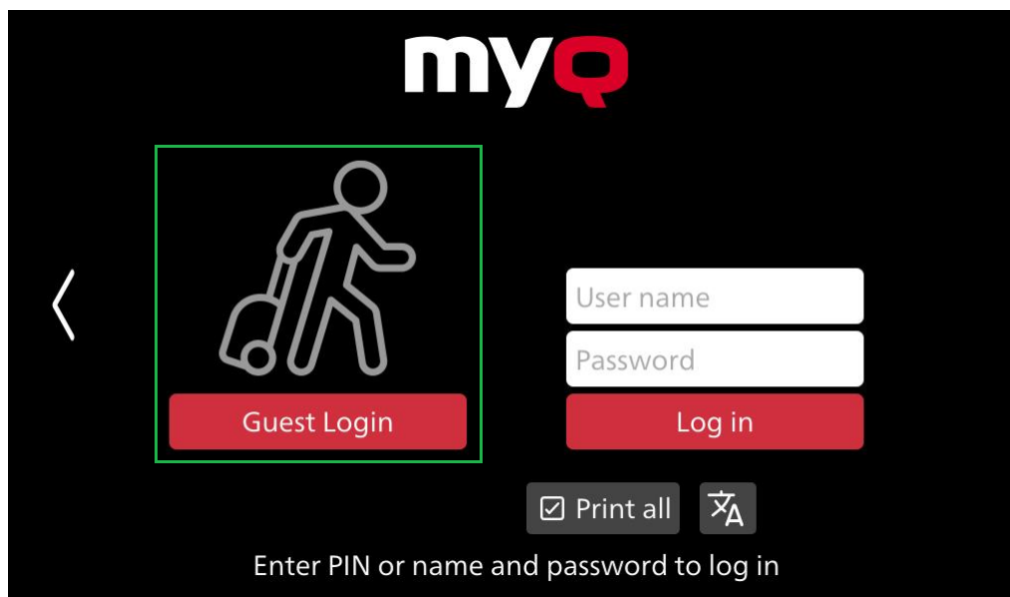 myQ
User name
Password
Guest Login
Log in
Print all
Enter PIN or name and password to log in